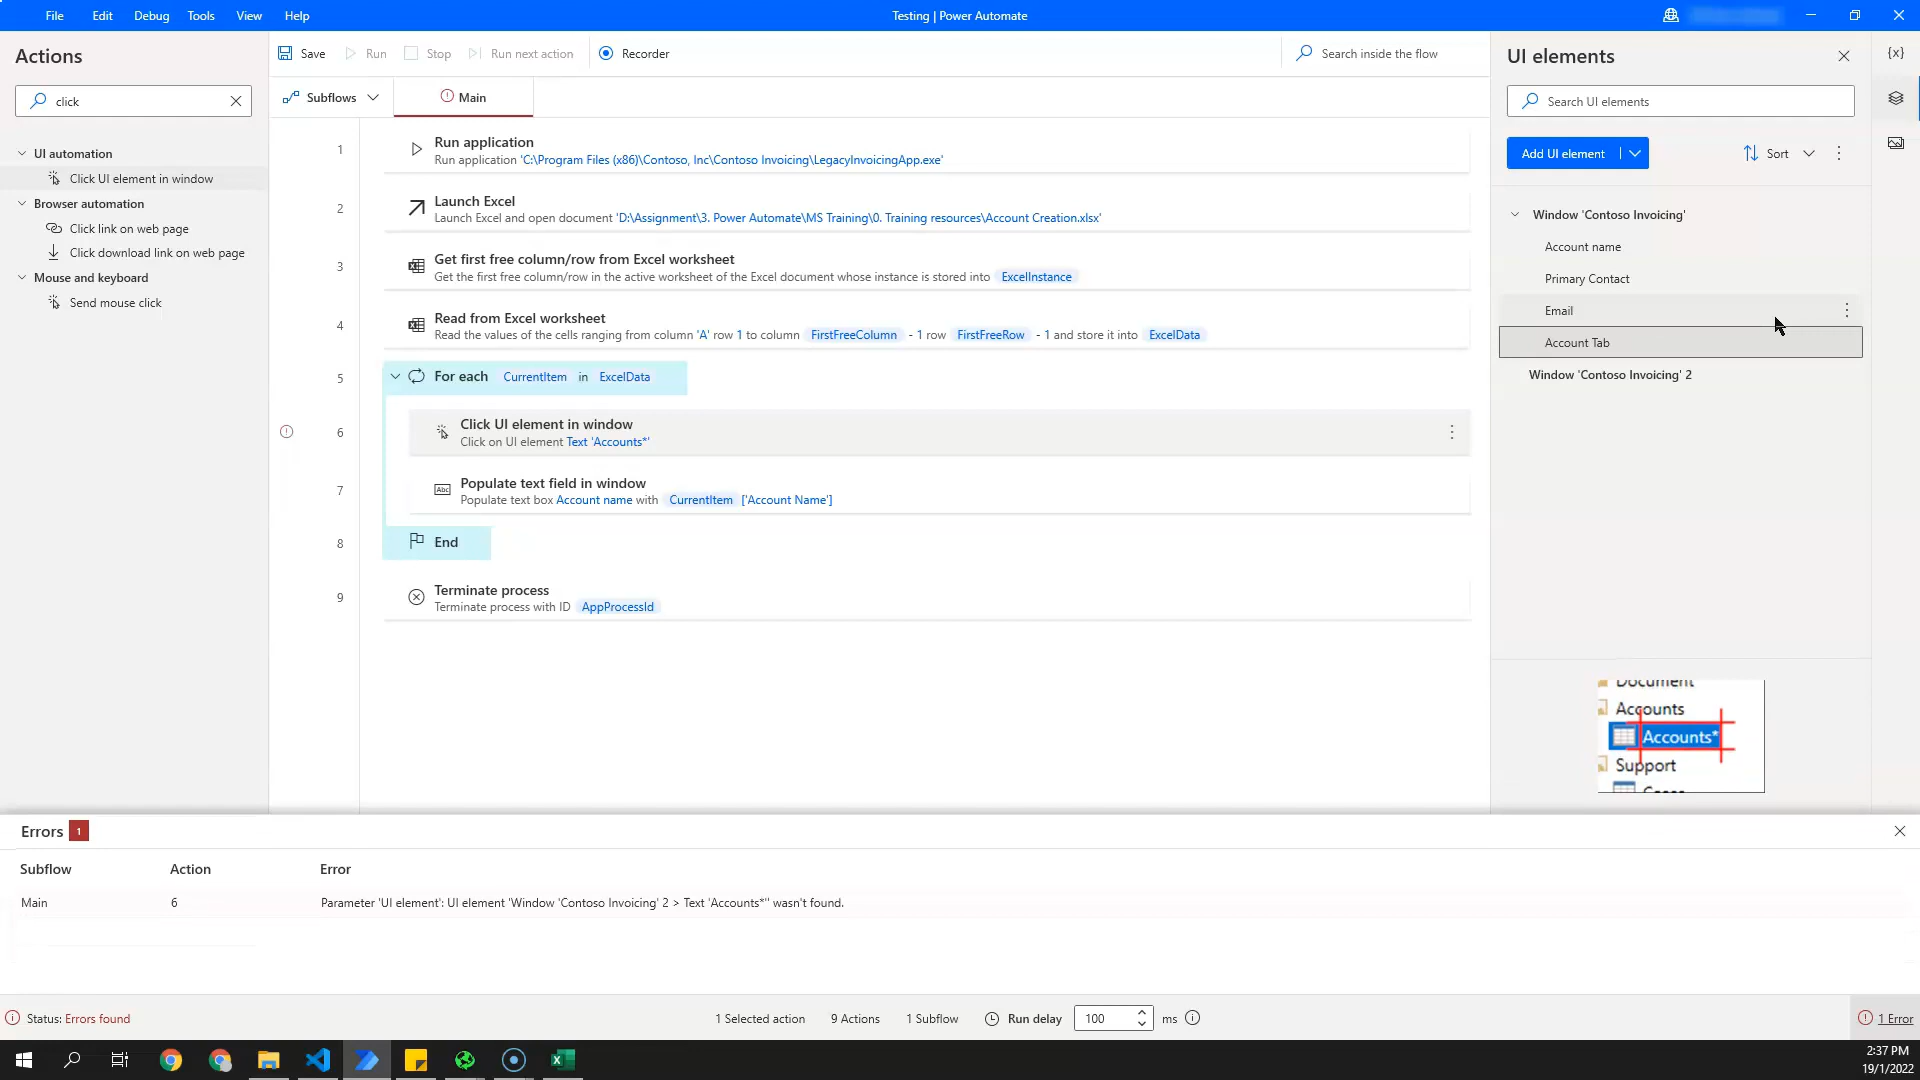 File Edit Debug Tools View Help
Testing | Power Automate
Actions
click
UI automation
Click UI element in window
Browser automation
Click link on web page
Click download link on web page
Mouse and keyboard
Send mouse click
Save Run Stop Run next action Recorder
Search inside the flow
Subflows Main
1
Run application
Run application 'C:\Program Files (x86)\Contoso, Inc\Contoso Invoicing\LegacyInvoicingApp.exe'
2
Launch Excel
Launch Excel and open document 'D:\Assignment\3. Power Automate\MS Training\0. Training resources\Account Creation.xlsx'
3
Get first free column/row from Excel worksheet
Get the first free column/row in the active worksheet of the Excel document whose instance is stored into ExcelInstance
4
Read from Excel worksheet
Read the values of the cells ranging from column 'A' row 1 to column FirstFreeColumn - 1 row FirstFreeRow - 1 and store it into ExcelData
5
For each CurrentItem in ExcelData
6
Click UI element in window
Click on UI element Text 'Accounts*'
7
Abc
Populate text field in window
Populate text box Account name with CurrentItem ['Account Name']
8
End
9
Terminate process
Terminate process with ID AppProcessId
UI elements
{x}
Search UI elements
Add UI element
Sort
Window 'Contoso Invoicing'
Account name
Primary Contact
Email
Account Tab
Window 'Contoso Invoicing' 2
Document
Accounts
Accounts*
Support
Errors 1
Subflow Action Error
Main 6 Parameter 'UI element': UI element 'Window 'Contoso Invoicing' 2 > Text 'Accounts*'' wasn't found.
Status: Errors found
1 Selected action 9 Actions 1 Subflow Run delay 100 ms
1 Error
2:37 PM
19/1/2022